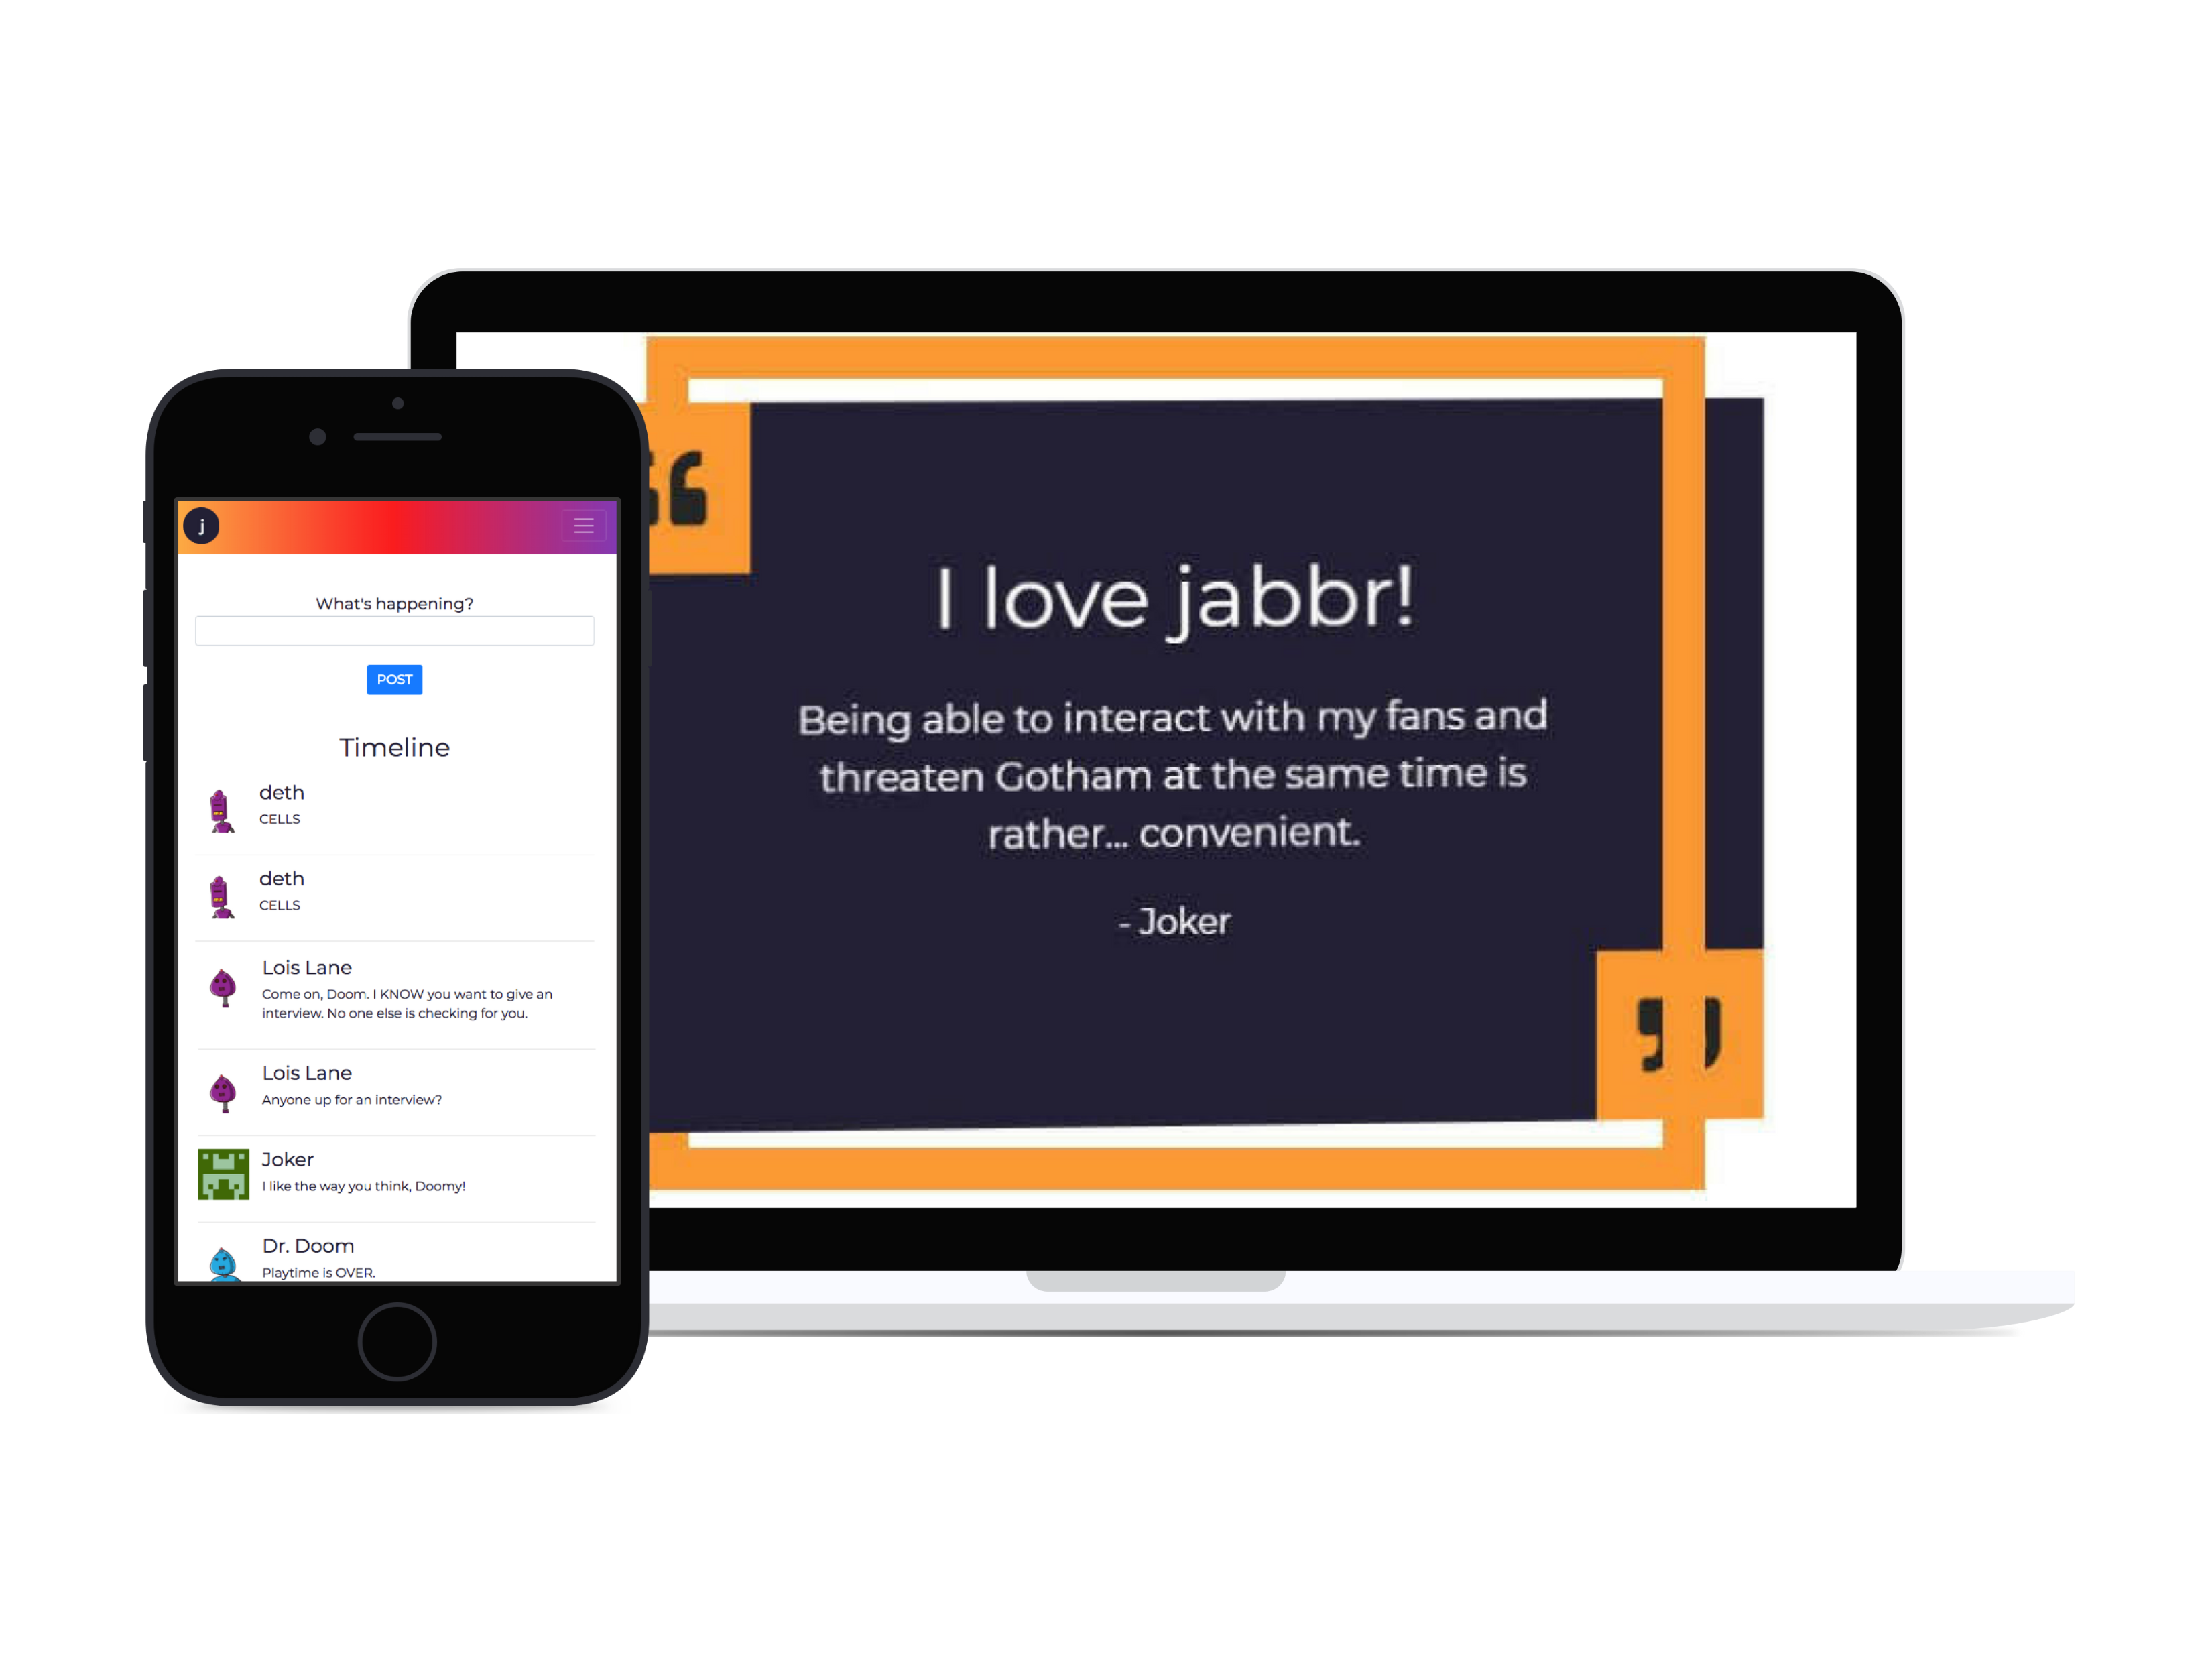 j
What's happening?
POST
Timeline
deth
CELLS
deth
CELLS
Lois Lane
Come on, Doom. I KNOW you want to give an
interview. No one else is checking for you.
Lois Lane
Anyone up for an interview?
Joker
I like the way you think, Doomy!
Dr. Doom
Playtime is OVER.
I love jabbr!
Being able to interact with my fans and
threaten Gotham at the same time is
rather... convenient.
- Joker